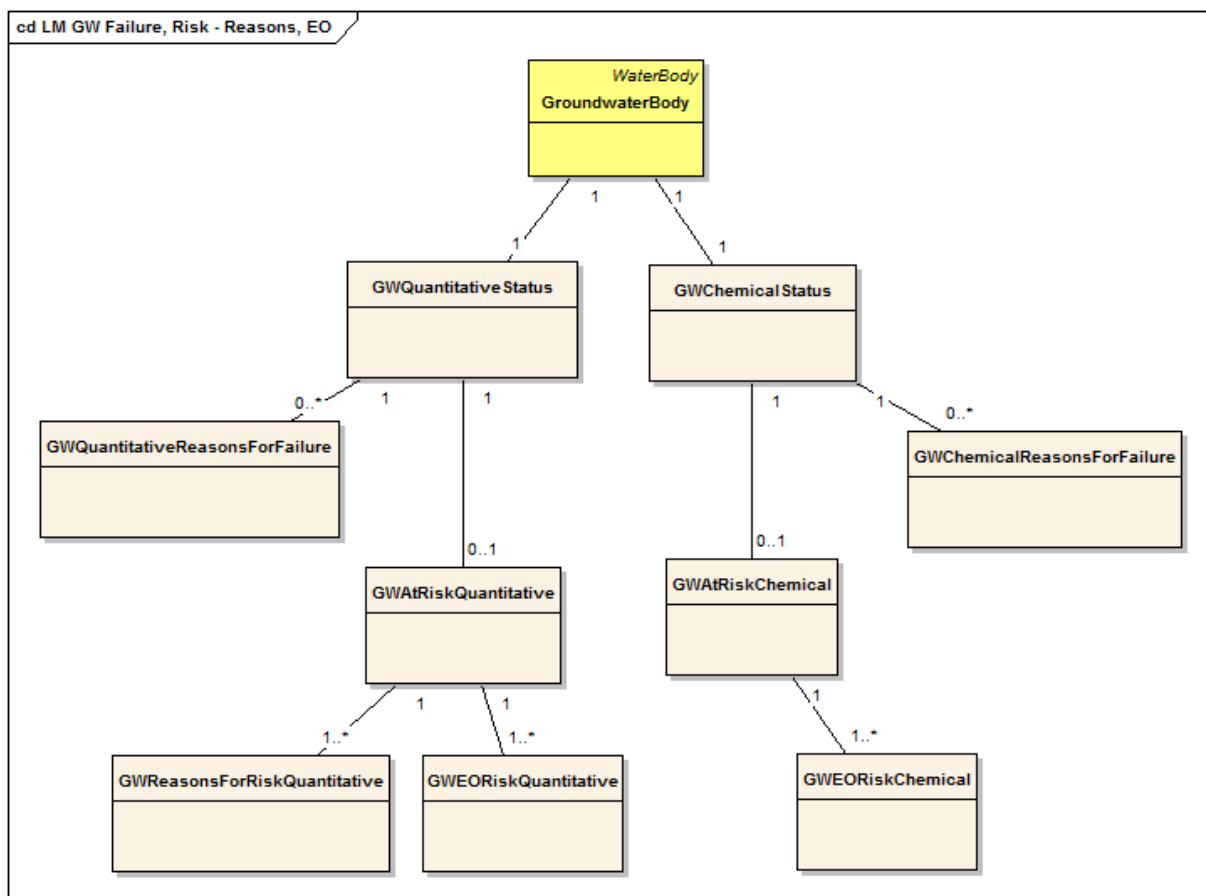 cd LM GW Failure, Risk - Reasons, EO
WaterBody
GroundwaterBody
1
1
1
1
GWQuantitativeStatus
GWChemicalStatus
0..*
1
1
1
1
0..*
GWQuantitativeReasonsForFailure
GWChemicalReasonsForFailure
0..1
0..1
GWAtRiskQuantitative
GWAtRiskChemical
1
1
1
1..*
1..*
1..*
GWReasonsForRiskQuantitative
GWEORiskQuantitative
GWEORiskChemical